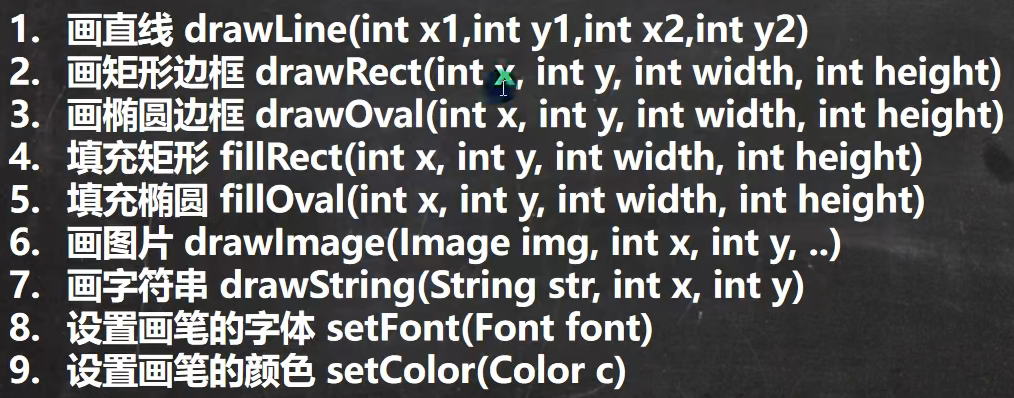 1. 画直线 drawLine(int x1,int y1,int x2,int y2)
2. 画矩形边框 drawRect(int x, int y, int width, int height)
3. 画椭圆边框 drawOval(int x, int y, int width, int height)
4. 填充矩形 fillRect(int x, int y, int width, int height)
5. 填充椭圆 fillOval(int x, int y, int width, int height)
6. 画图片 drawImage(Image img, int x, int y, ..)
7. 画字符串 drawString(String str, int x, int y)
8. 设置画笔的字体 setFont(Font font)
9. 设置画笔的颜色 setColor(Color c)